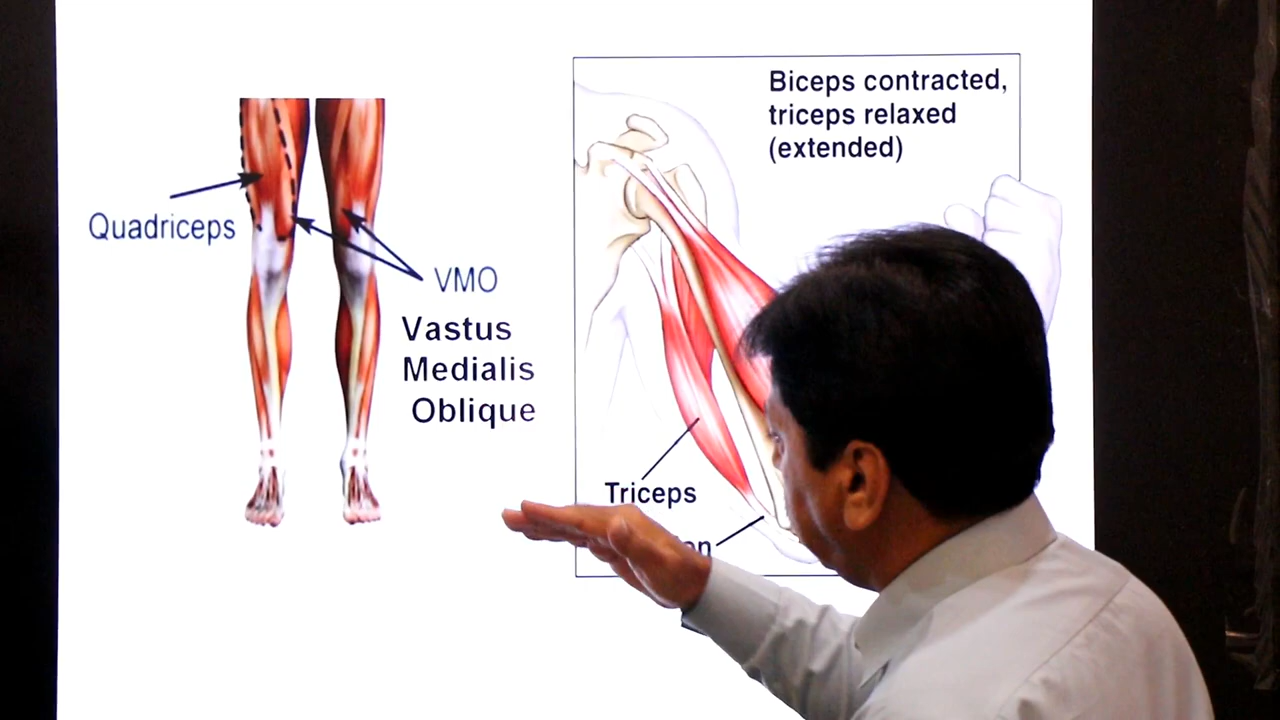 Quadriceps
VMO
Vastus
Medialis
Oblique
Biceps contracted,
triceps relaxed
(extended)
Triceps